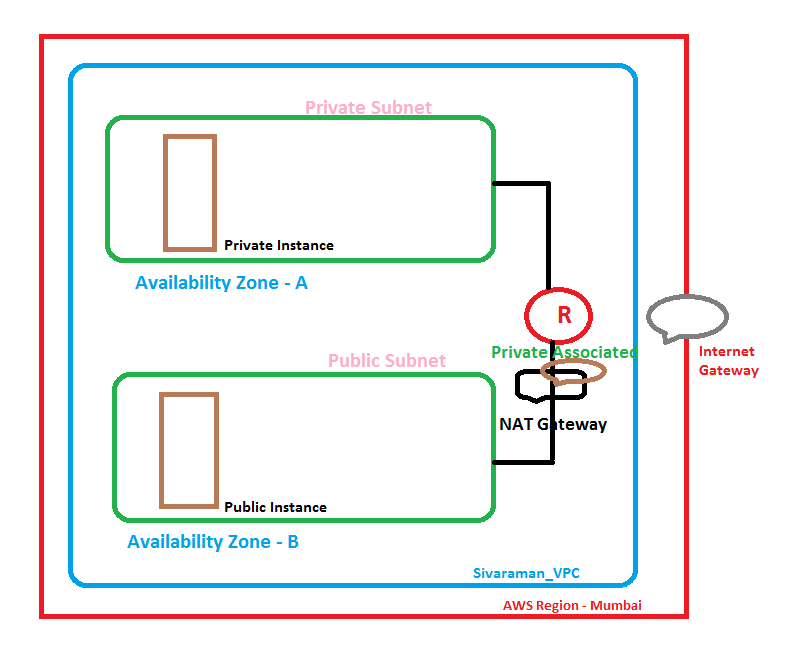 Private Subnet
Private Instance
Availability Zone - A
R
Private Associated
Internet
Gateway
Public Subnet
NAT Gateway
Public Instance
Availability Zone - B
Sivaraman_VPC
AWS Region - Mumbai